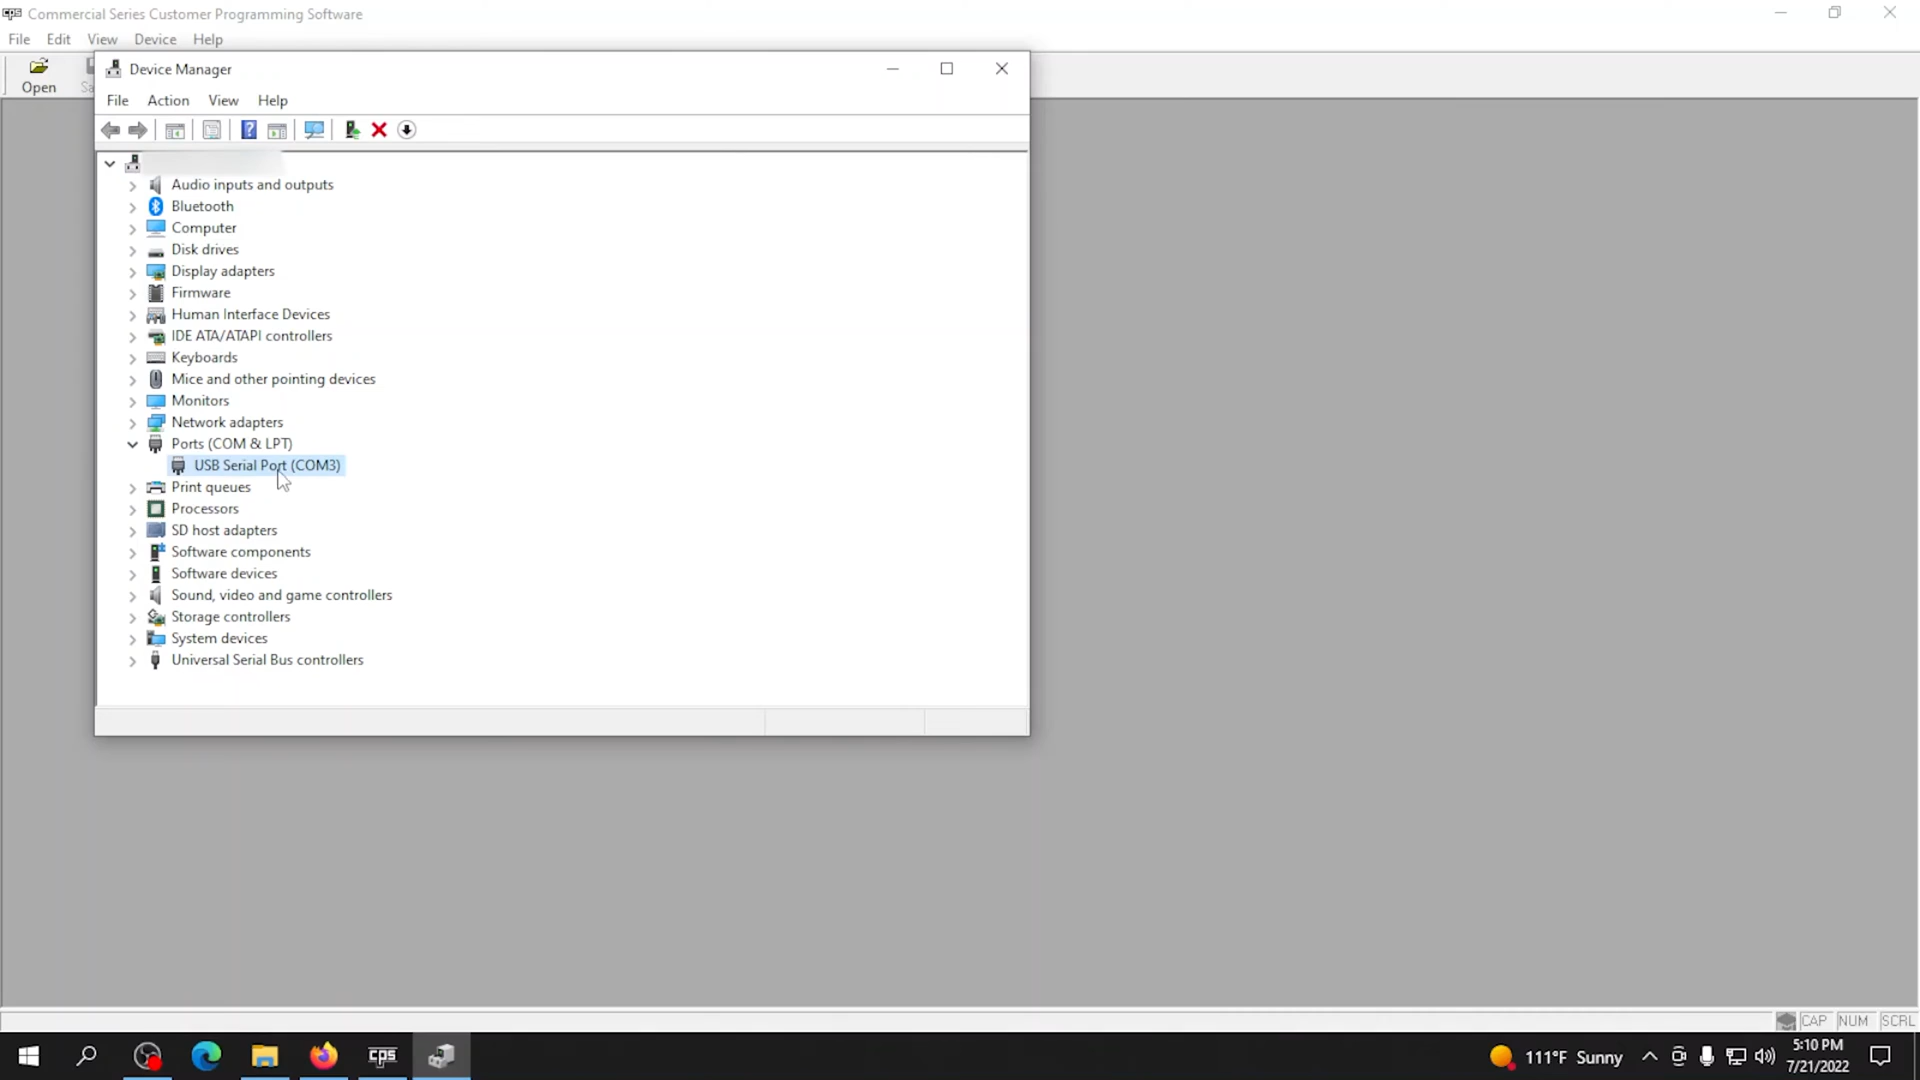 cps Commercial Series Customer Programming Software
File Edit View Device Help
Open Sa
Device Manager
File Action View Help
Audio inputs and outputs
Bluetooth
Computer
Disk drives
Display adapters
Firmware
Human Interface Devices
IDE ATA/ATAPI controllers
Keyboards
Mice and other pointing devices
Monitors
Network adapters
Ports (COM & LPT)
USB Serial Port (COM3)
Print queues
Processors
SD host adapters
Software components
Software devices
Sound, video and game controllers
Storage controllers
System devices
Universal Serial Bus controllers
CAP NUM SCRL
cps 111°F Sunny 5:10 PM
7/21/2022